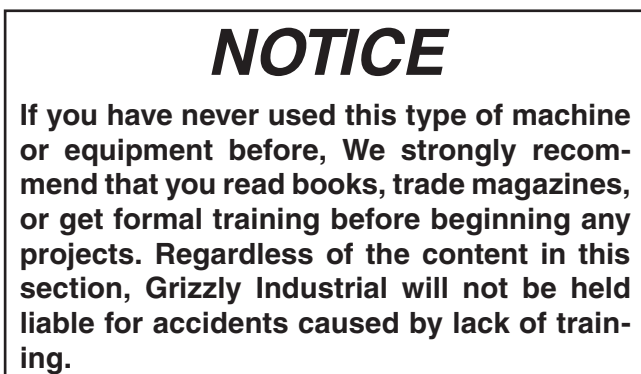 NOTICE
If you have never used this type of machine
or equipment before, We strongly recom-
mend that you read books, trade magazines,
or get formal training before beginning any
projects. Regardless of the content in this
section, Grizzly Industrial will not be held
liable for accidents caused by lack of train-
ing.